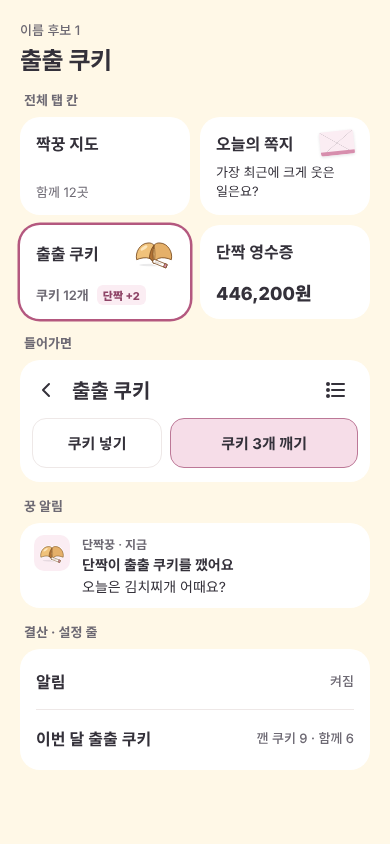 이름 후보 1
출출 쿠키
전체 탭 칸
짝꿍 지도
함께 12곳
오늘의 쪽지
가장 최근에 크게 웃은
일은요?
출출 쿠키
쿠키 12개
단짝 +2
단짝 영수증
446,200원
들어가면
출출 쿠키
쿠키 넣기
쿠키 3개 깨기
꿍 알림
단짝꿍 · 지금
단짝이 출출 쿠키를 깼어요
오늘은 김치찌개 어때요?
결산 · 설정 줄
알림
켜짐
이번 달 출출 쿠키
깬 쿠키 9 · 함께 6